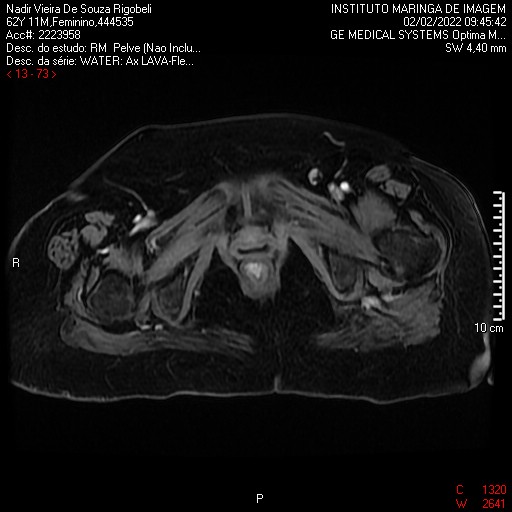 Nadir Vieira De Souza Rigobeli
62Y 11M,Feminino,444535
Acc#: 2223958
Desc. do estudo: RM Pelve (Nao Inclu...
Desc. da série: WATER: Ax LAVA-Fle...
< 13 - 73 >
INSTITUTO MARINGA DE IMAGEM
02/02/2022 09:45:42
GE MEDICAL SYSTEMS Optima M...
SW 4,40 mm
R
10 cm
P
C 1320
W 2641